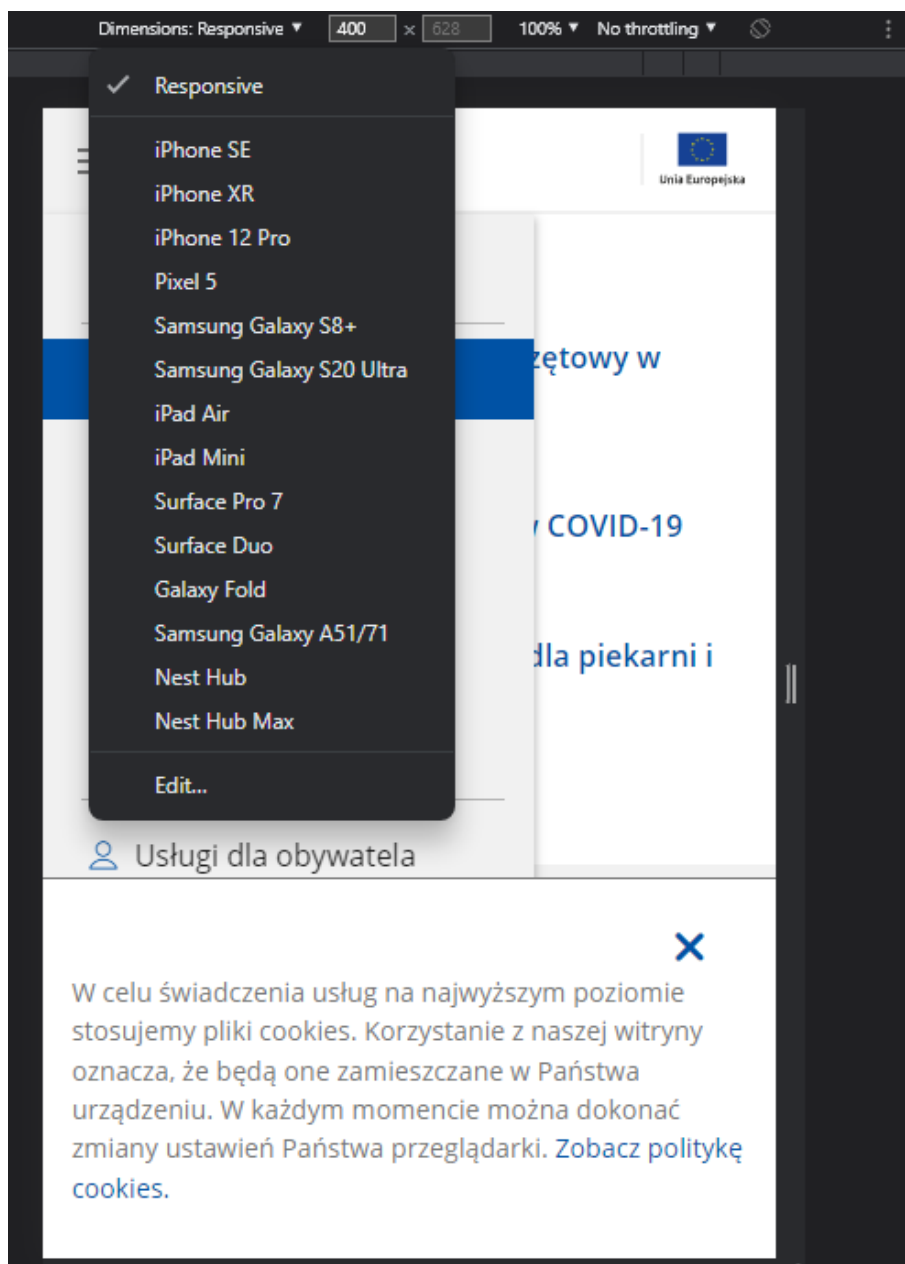 Dimensions: Responsive ▼ 400 × 628 100% ▼ No throttling ▼
Responsive
iPhone SE
iPhone XR
iPhone 12 Pro
Pixel 5
Samsung Galaxy S8+
Samsung Galaxy S20 Ultra
iPad Air
iPad Mini
Surface Pro 7
Surface Duo
Galaxy Fold
Samsung Galaxy A51/71
Nest Hub
Nest Hub Max
Edit...
Unia Europejska
w
COVID-19
dla piekarni i
Usługi dla obywatela
W celu świadczenia usług na najwyższym poziomie
stosujemy pliki cookies. Korzystanie z naszej witryny
oznacza, że będą one zamieszczane w Państwa
urządzeniu. W każdym momencie można dokonać
zmiany ustawień Państwa przeglądarki. Zobacz politykę
cookies.